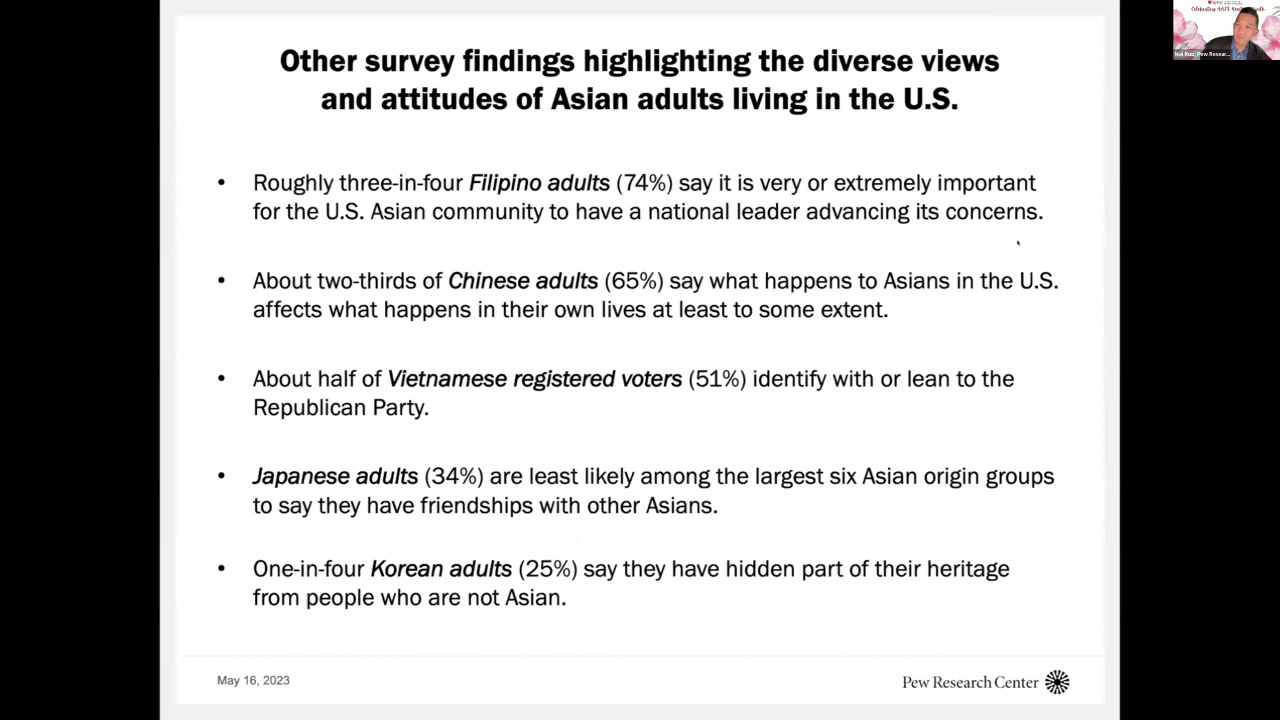 Other survey findings highlighting the diverse views
and attitudes of Asian adults living in the U.S.
• Roughly three-in-four Filipino adults (74%) say it is very or extremely important
for the U.S. Asian community to have a national leader advancing its concerns.
• About two-thirds of Chinese adults (65%) say what happens to Asians in the U.S.
affects what happens in their own lives at least to some extent.
• About half of Vietnamese registered voters (51%) identify with or lean to the
Republican Party.
• Japanese adults (34%) are least likely among the largest six Asian origin groups
to say they have friendships with other Asians.
• One-in-four Korean adults (25%) say they have hidden part of their heritage
from people who are not Asian.
May 16, 2023
Pew Research Center
Neil Ruiz, Pew Resear...